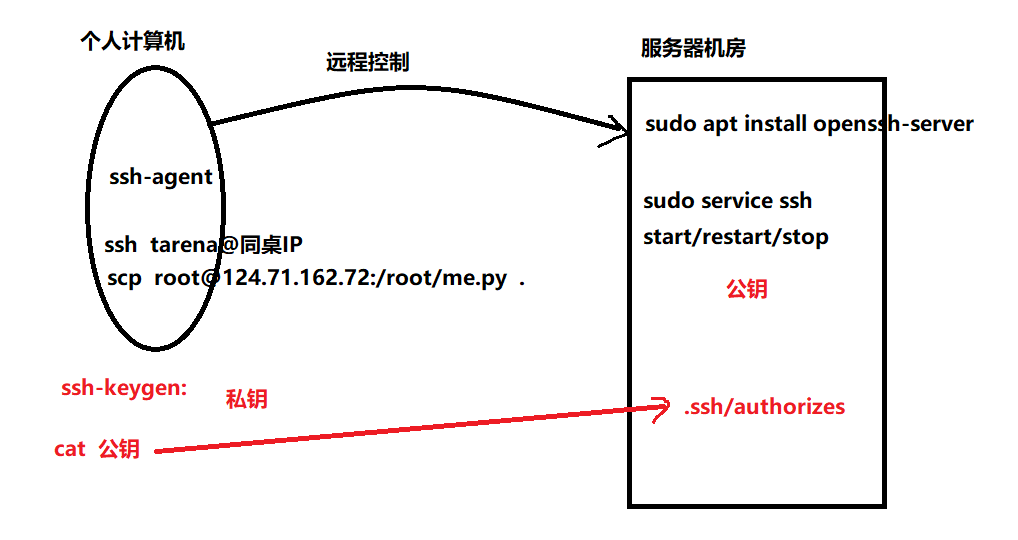 个人计算机
远程控制
服务器机房
sudo apt install openssh-server
ssh-agent
sudo service ssh
start/restart/stop
ssh tarena@同桌IP
scp root@124.71.162.72:/root/me.py .
公钥
ssh-keygen:
私钥
.ssh/authorizes
cat 公钥